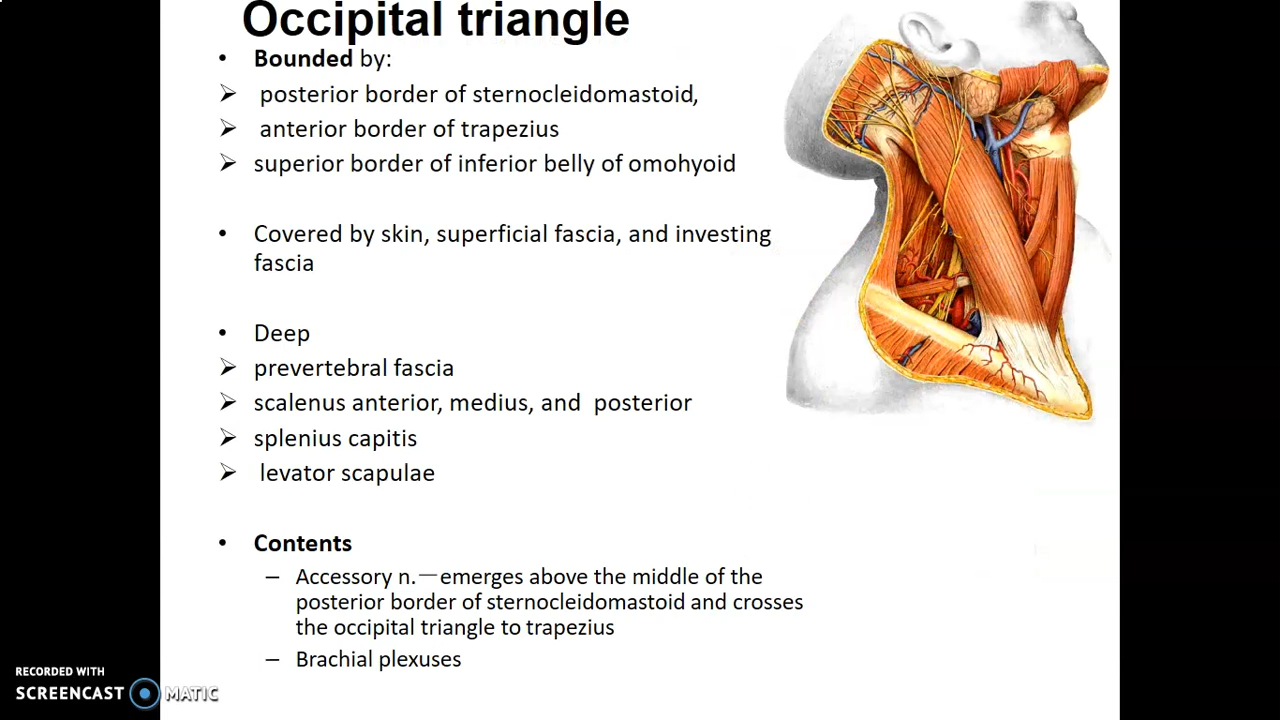 Occipital triangle
• Bounded by:
➢ posterior border of sternocleidomastoid,
➢ anterior border of trapezius
➢ superior border of inferior belly of omohyoid
• Covered by skin, superficial fascia, and investing
fascia
• Deep
➢ prevertebral fascia
➢ scalenus anterior, medius, and posterior
➢ splenius capitis
➢ levator scapulae
• Contents
– Accessory n.—emerges above the middle of the
posterior border of sternocleidomastoid and crosses
the occipital triangle to trapezius
– Brachial plexuses
RECORDED WITH
SCREENCAST MATIC